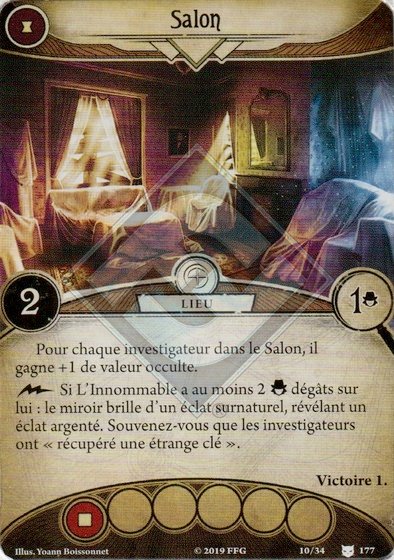 Salon
2
LIEU
1
Pour chaque investigateur dans le Salon, il
gagne +1 de valeur occulte.
Si L’Innommable a au moins 2 dégâts sur
lui : le miroir brille d’un éclat surnaturel, révélant un
éclat argenté. Souvenez-vous que les investigateurs
ont « récupéré une étrange clé ».
Victoire 1.
Illus. Yoann Boissonnet
© 2019 FFG
10/34
177